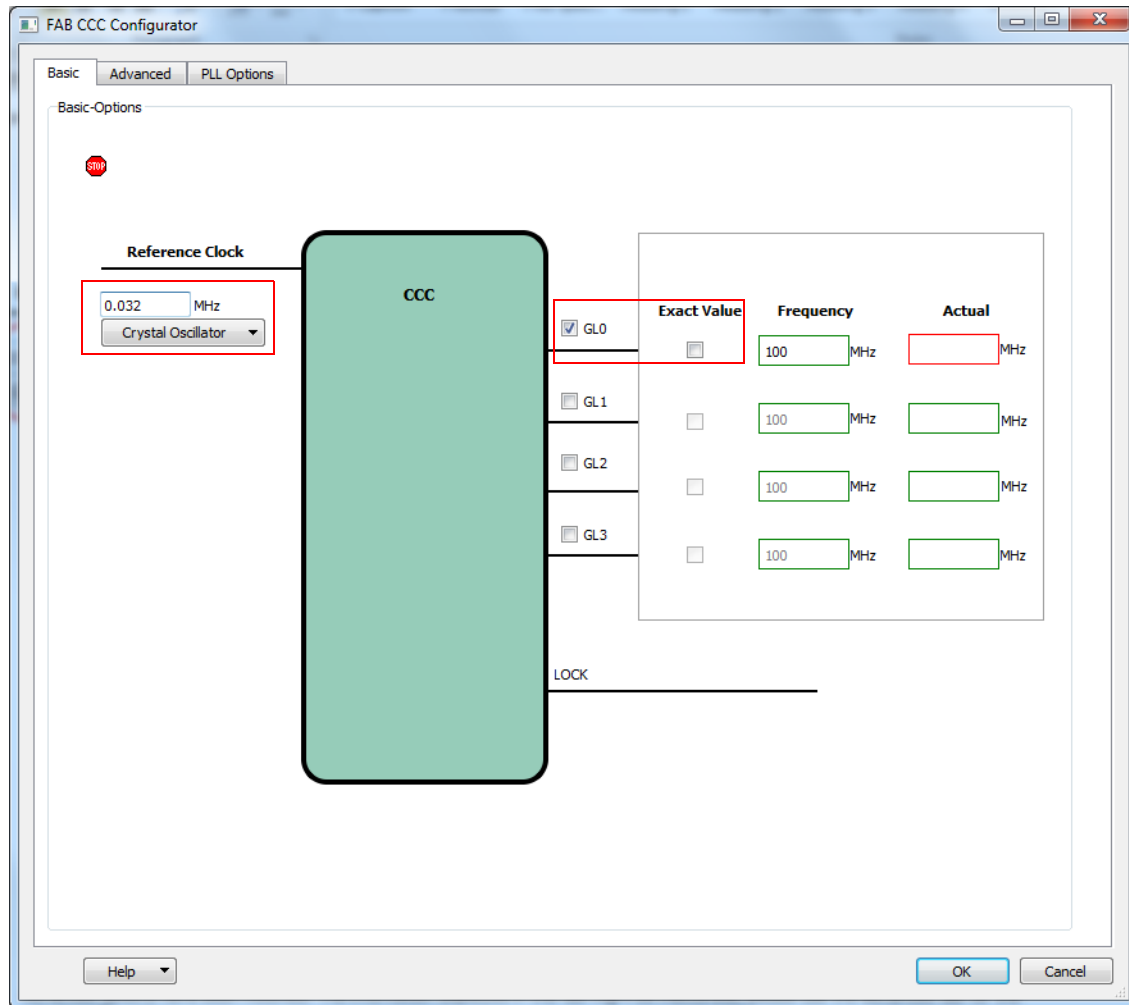 FAB CCC Configurator
Basic
Advanced
PLL Options
Basic-Options
STOP
Reference Clock
0.032 MHz
Crystal Oscillator
CCC
Exact Value Frequency Actual
GL0
100 MHz MHz
GL1
100 MHz MHz
GL2
100 MHz MHz
GL3
100 MHz MHz
LOCK
Help
OK
Cancel